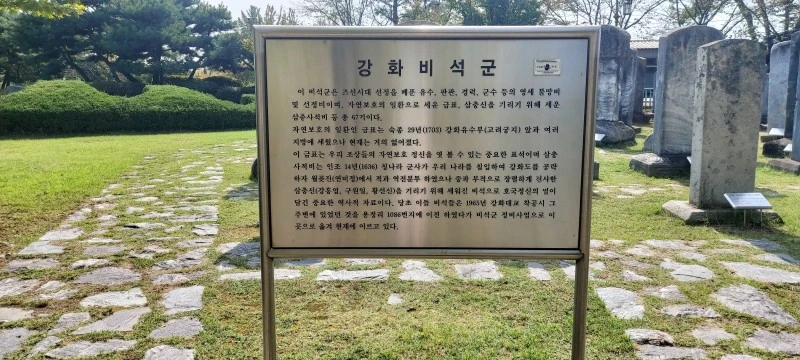 강화비석군
이 비석군은 조선시대 선정을 베푼 유수, 판관, 경력, 군수 등의 영세 불망비
및 선정비이며, 자연보호의 일환으로 세운 금표, 삼충신을 기리기 위해 세운
삼충사적비 등 총 67기이다.
자연보호의 일환인 금표는 숙종 29년(1703) 강화유수부(고려궁지) 앞과 여러
지방에 세웠으나 현재는 거의 없어졌다.
이 금표는 우리 조상들의 자연보호 정신을 엿 볼 수 있는 중요한 표석이며 삼충
사적비는 인조 14년(1636) 청나라 군사가 우리 나라를 침입하여 강화도를 공략
하자 월곶진(연미정)에서 적과 역전분투 하였으나 중과 부적으로 장렬하게 전사한
삼충신(강흥업, 구원일, 황선신)을 기리기 위해 세워진 비석으로 호국정신의 얼이
담긴 중요한 역사적 자료이다. 당초 이들 비석들은 1965년 강화대교 착공시 그
주변에 있었던 것을 용정리 1086번지에 이전 하였다가 비석군 정비사업으로 이
곳으로 옮겨 현재에 이르고 있다.